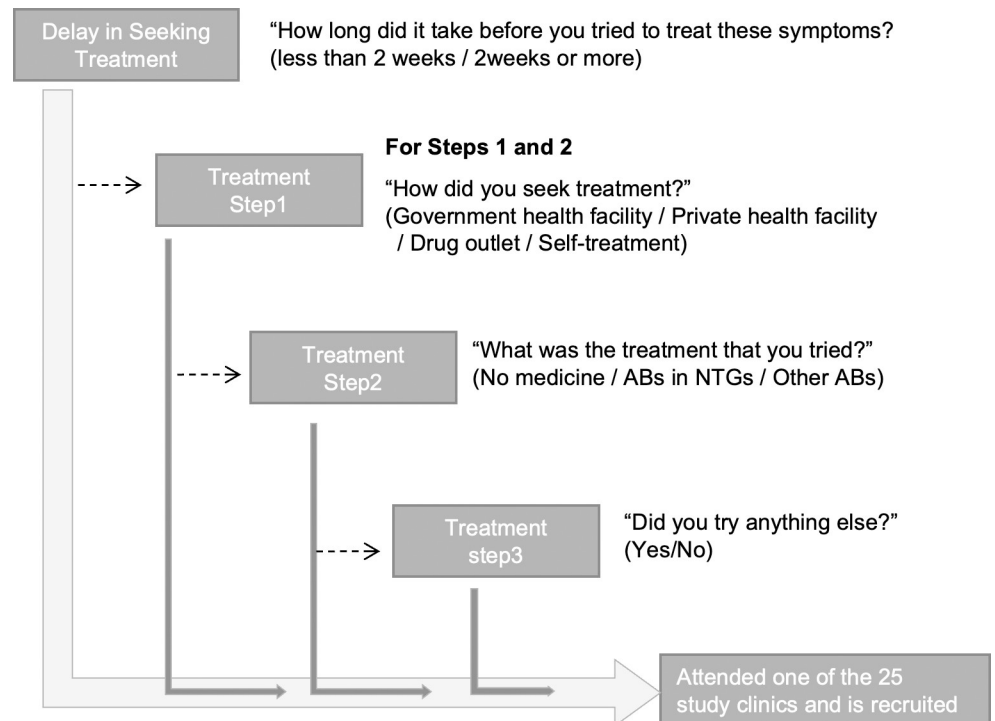 Delay in Seeking
Treatment
“How long did it take before you tried to treat these symptoms?
(less than 2 weeks / 2weeks or more)
For Steps 1 and 2
Treatment
Step1
“How did you seek treatment?”
(Government health facility / Private health facility
/ Drug outlet / Self-treatment)
Treatment
Step2
“What was the treatment that you tried?”
(No medicine / ABs in NTGs / Other ABs)
Treatment
step3
“Did you try anything else?”
(Yes/No)
Attended one of the 25
study clinics and is recruited